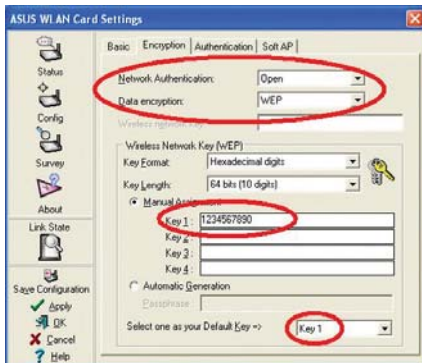 ASUS WLAN Card Settings
Status
Config
Survey
About
Link State
Save Configuration
Apply
OK
Cancel
Help
Basic Encryption Authentication Soft AP
Network Authentication: Open
Data encryption: WEP
Wireless network key
Wireless Network Key (WEP)
Key Format: Hexadecimal digits
Key Length: 64 bits (10 digits)
Manual Assignment
Key 1 : 1234567890
Key 2 :
Key 3 :
Key 4 :
Automatic Generation
Passphrase :
Select one as your Default Key => Key 1